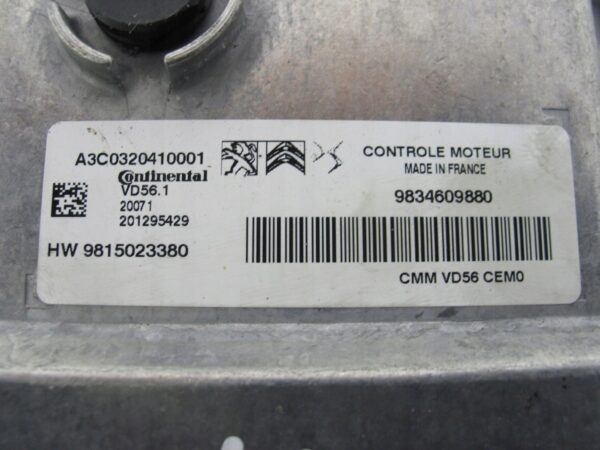 A3C0320410001
Continental
VD56.1
20071
201295429
HW 9815023380
CONTROLE MOTEUR
MADE IN FRANCE
9834609880
CMM VD56 CEM0